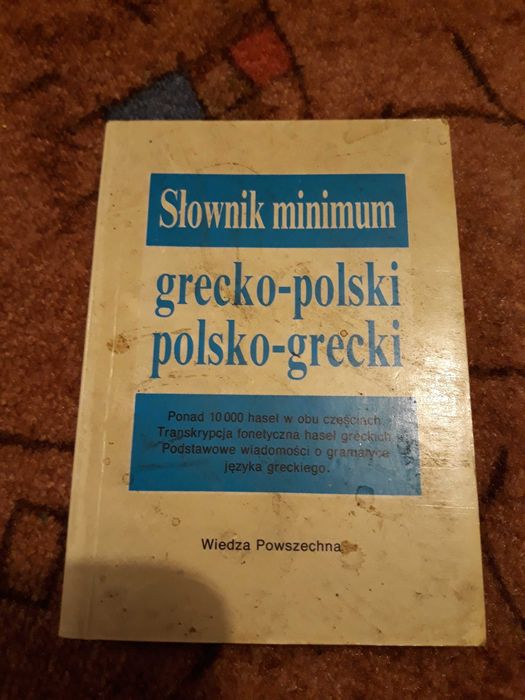 Słownik minimum
grecko-polski
polsko-grecki
Ponad 10 000 haseł w obu częściach.
Transkrypcja fonetyczna haseł greckich.
Podstawowe wiadomości o gramatyce
języka greckiego.
Wiedza Powszechna